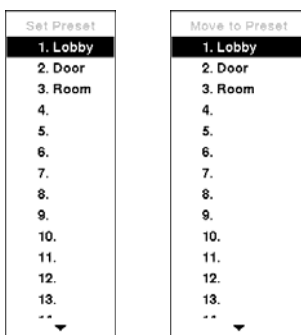 Set Preset
1. Lobby
2. Door
3. Room
4.
5.
6.
7.
8.
9.
10.
11.
12.
13.
Move to Preset
1. Lobby
2. Door
3. Room
4.
5.
6.
7.
8.
9.
10.
11.
12.
13.